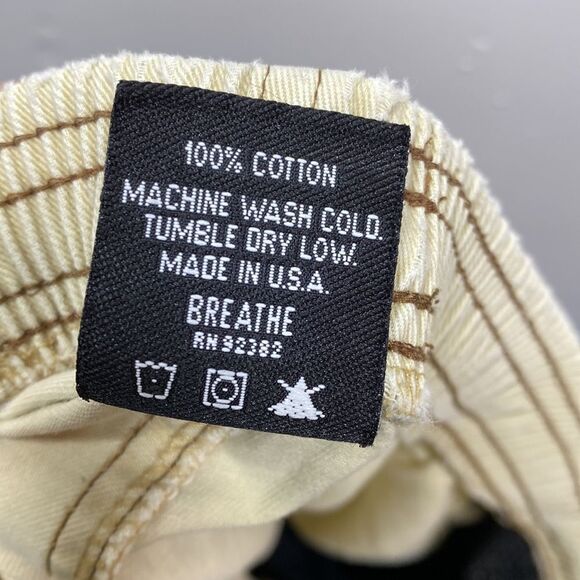 100% COTTON
MACHINE WASH COLD.
TUMBLE DRY LOW.
MADE IN U.S.A.
BREATHE
RN 92382